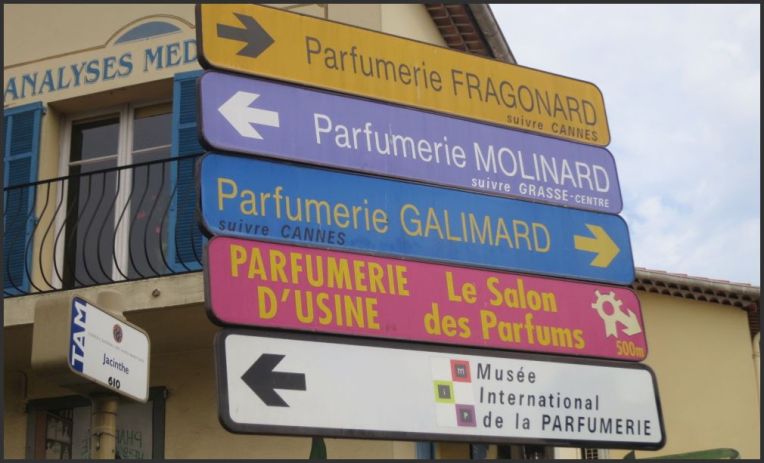 ANALYSES MED
Parfumerie FRAGONARD
suivre CANNES
Parfumerie MOLINARD
suivre GRASSE-CENTRE
Parfumerie GALIMARD
suivre CANNES
PARFUMERIE
D'USINE
Le Salon
des Parfums
500m
TAM
Jacinthe
610
m
i
P
Musée
International
de la PARFUMERIE